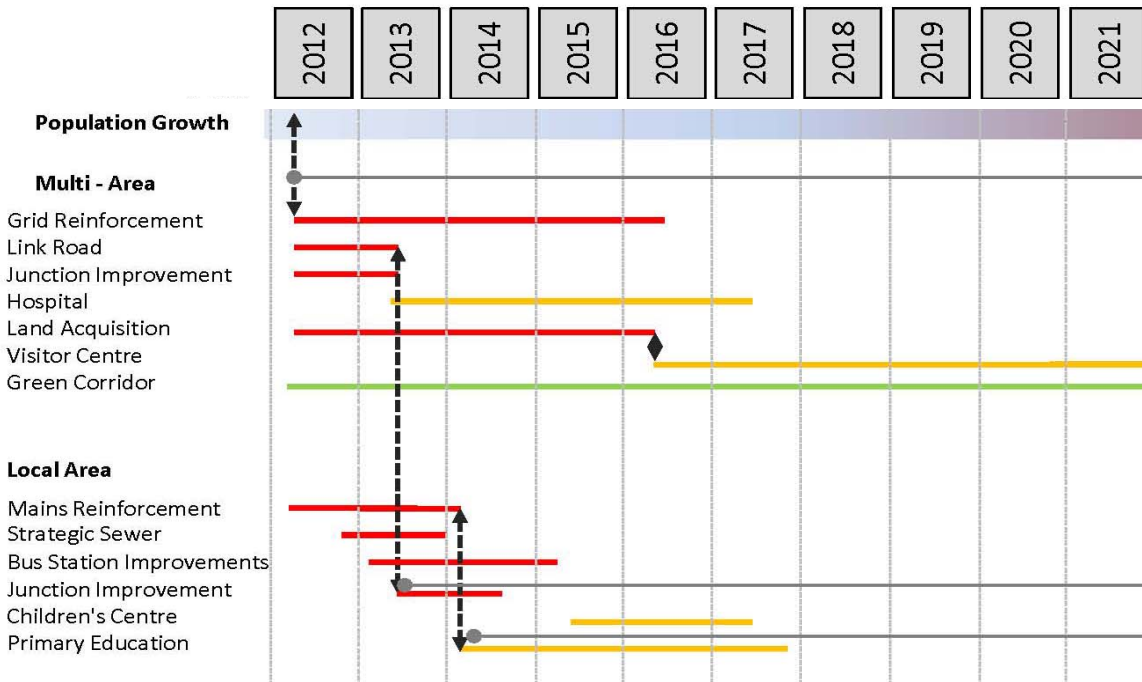 2012
2013
2014
2015
2016
2017
2018
2019
2020
2021
Population Growth
Multi - Area
Grid Reinforcement
Link Road
Junction Improvement
Hospital
Land Acquisition
Visitor Centre
Green Corridor
Local Area
Mains Reinforcement
Strategic Sewer
Bus Station Improvements
Junction Improvement
Children's Centre
Primary Education